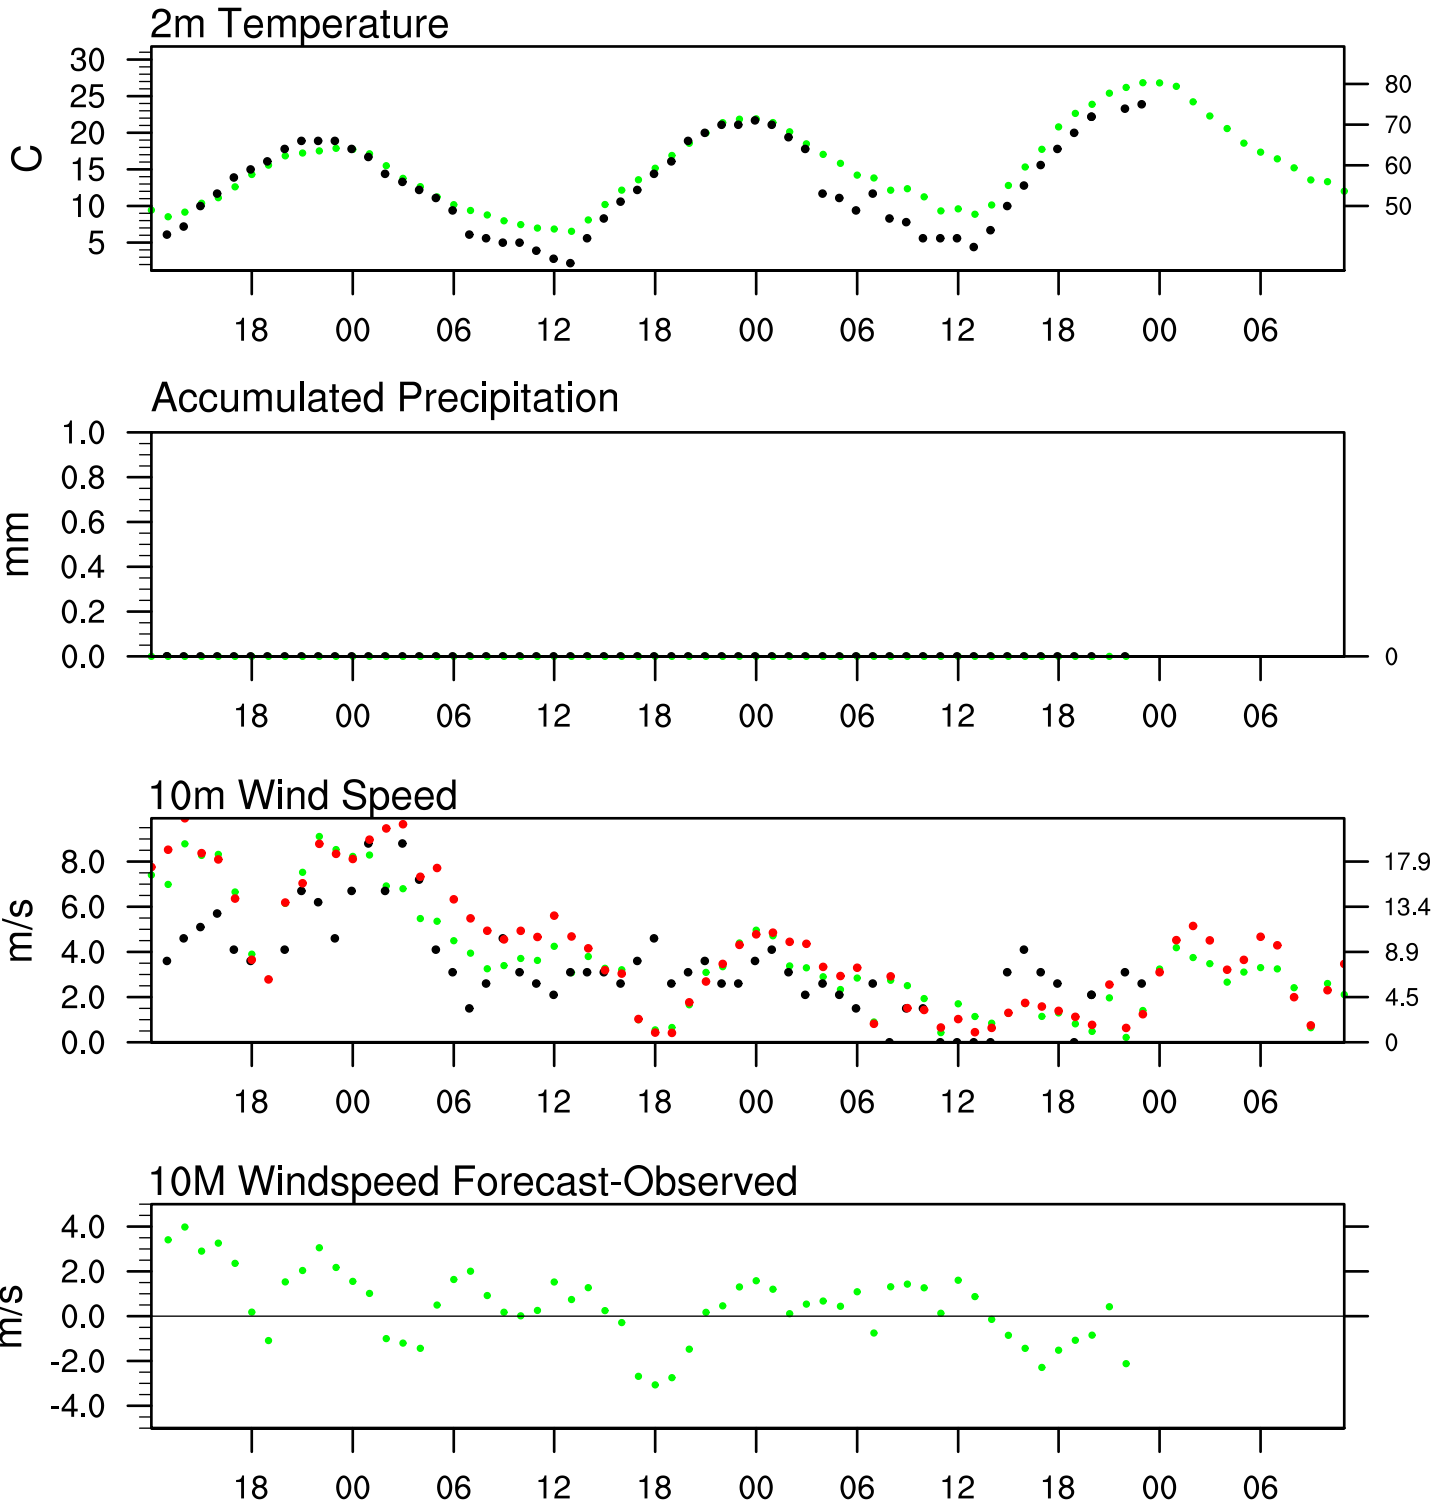 2m Temperature
30
25
20
15
10
5
C
80
70
60
50
18 00 06 12 18 00 06 12 18 00 06
Accumulated Precipitation
1.0
0.8
0.6
0.4
0.2
0.0
mm
0
18 00 06 12 18 00 06 12 18 00 06
10m Wind Speed
8.0
6.0
4.0
2.0
0.0
m/s
17.9
13.4
8.9
4.5
0
18 00 06 12 18 00 06 12 18 00 06
10M Windspeed Forecast-Observed
4.0
2.0
0.0
-2.0
-4.0
m/s
18 00 06 12 18 00 06 12 18 00 06